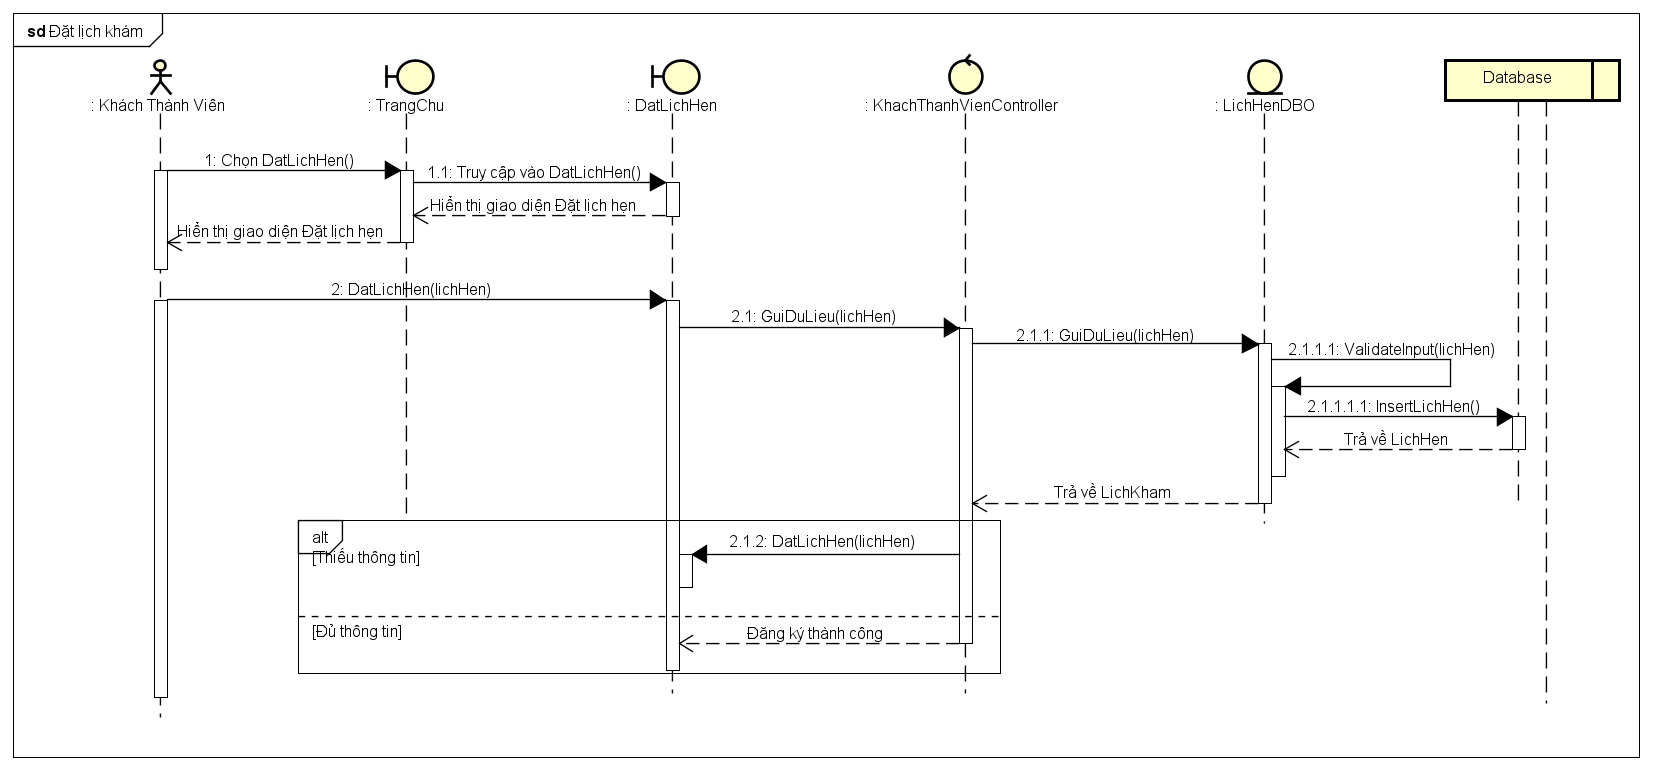 sd Đặt lịch khám
: Khách Thành Viên
: TrangChu
: DatLichHen
: KhachThanhVienController
: LichHenDBO
Database
1: Chọn DatLichHen()
1.1: Truy cập vào DatLichHen()
Hiển thị giao diện Đặt lịch hẹn
Hiển thị giao diện Đặt lịch hẹn
2: DatLichHen(lichHen)
2.1: GuiDuLieu(lichHen)
2.1.1: GuiDuLieu(lichHen)
2.1.1.1: ValidateInput(lichHen)
2.1.1.1.1: InsertLichHen()
Trả về LichHen
Trả về LichKham
alt
[Thiếu thông tin]
2.1.2: DatLichHen(lichHen)
[Đủ thông tin]
Đăng ký thành công